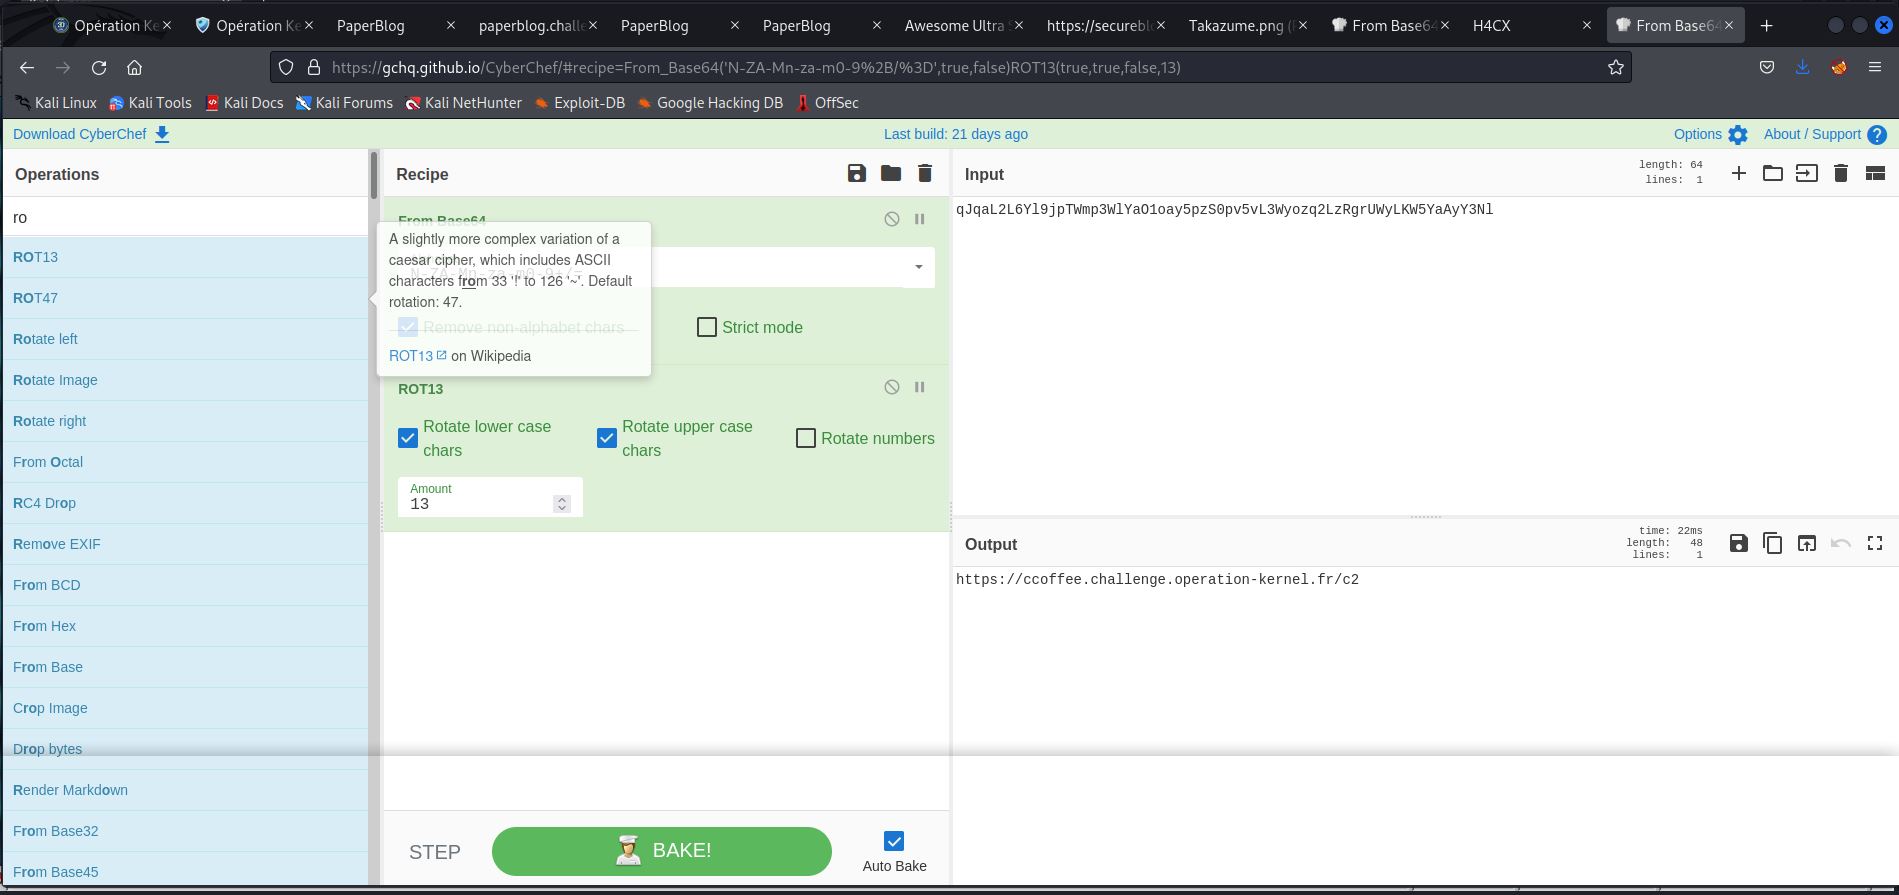 Opération Ke
Opération Ke
PaperBlog
paperblog.chall
PaperBlog
PaperBlog
Awesome Ultra
https://secureblo
Takazume.png (
From Base64
H4CX
From Base64
https://gchq.github.io/CyberChef/#recipe=From_Base64('N-ZA-Mn-za-m0-9%2B/%3D',true,false)ROT13(true,true,false,13)
Kali Linux
Kali Tools
Kali Docs
Kali Forums
Kali NetHunter
Exploit-DB
Google Hacking DB
OffSec
Download CyberChef
Last build: 21 days ago
Options
About / Support
Operations
ro
ROT13
ROT47
Rotate left
Rotate Image
Rotate right
From Octal
RC4 Drop
Remove EXIF
From BCD
From Hex
From Base
Crop Image
Drop bytes
Render Markdown
From Base32
From Base45
Recipe
From Base64
A slightly more complex variation of a
caesar cipher, which includes ASCII
characters from 33 '!' to 126 '~'. Default
rotation: 47.
ROT13 on Wikipedia
N-ZA-Mn-za-m0-9+/=
Remove non-alphabet chars
Strict mode
ROT13
Rotate lower case
chars
Rotate upper case
chars
Rotate numbers
Amount
13
STEP
BAKE!
Auto Bake
Input
length: 64
lines: 1
qJqaL2L6Yl9jpTWmp3WlYaO1oay5pzS0pv5vL3Wyozq2LzRgrUWyLKW5YaAyY3Nl
Output
time: 22ms
length: 48
lines: 1
https://ccoffee.challenge.operation-kernel.fr/c2